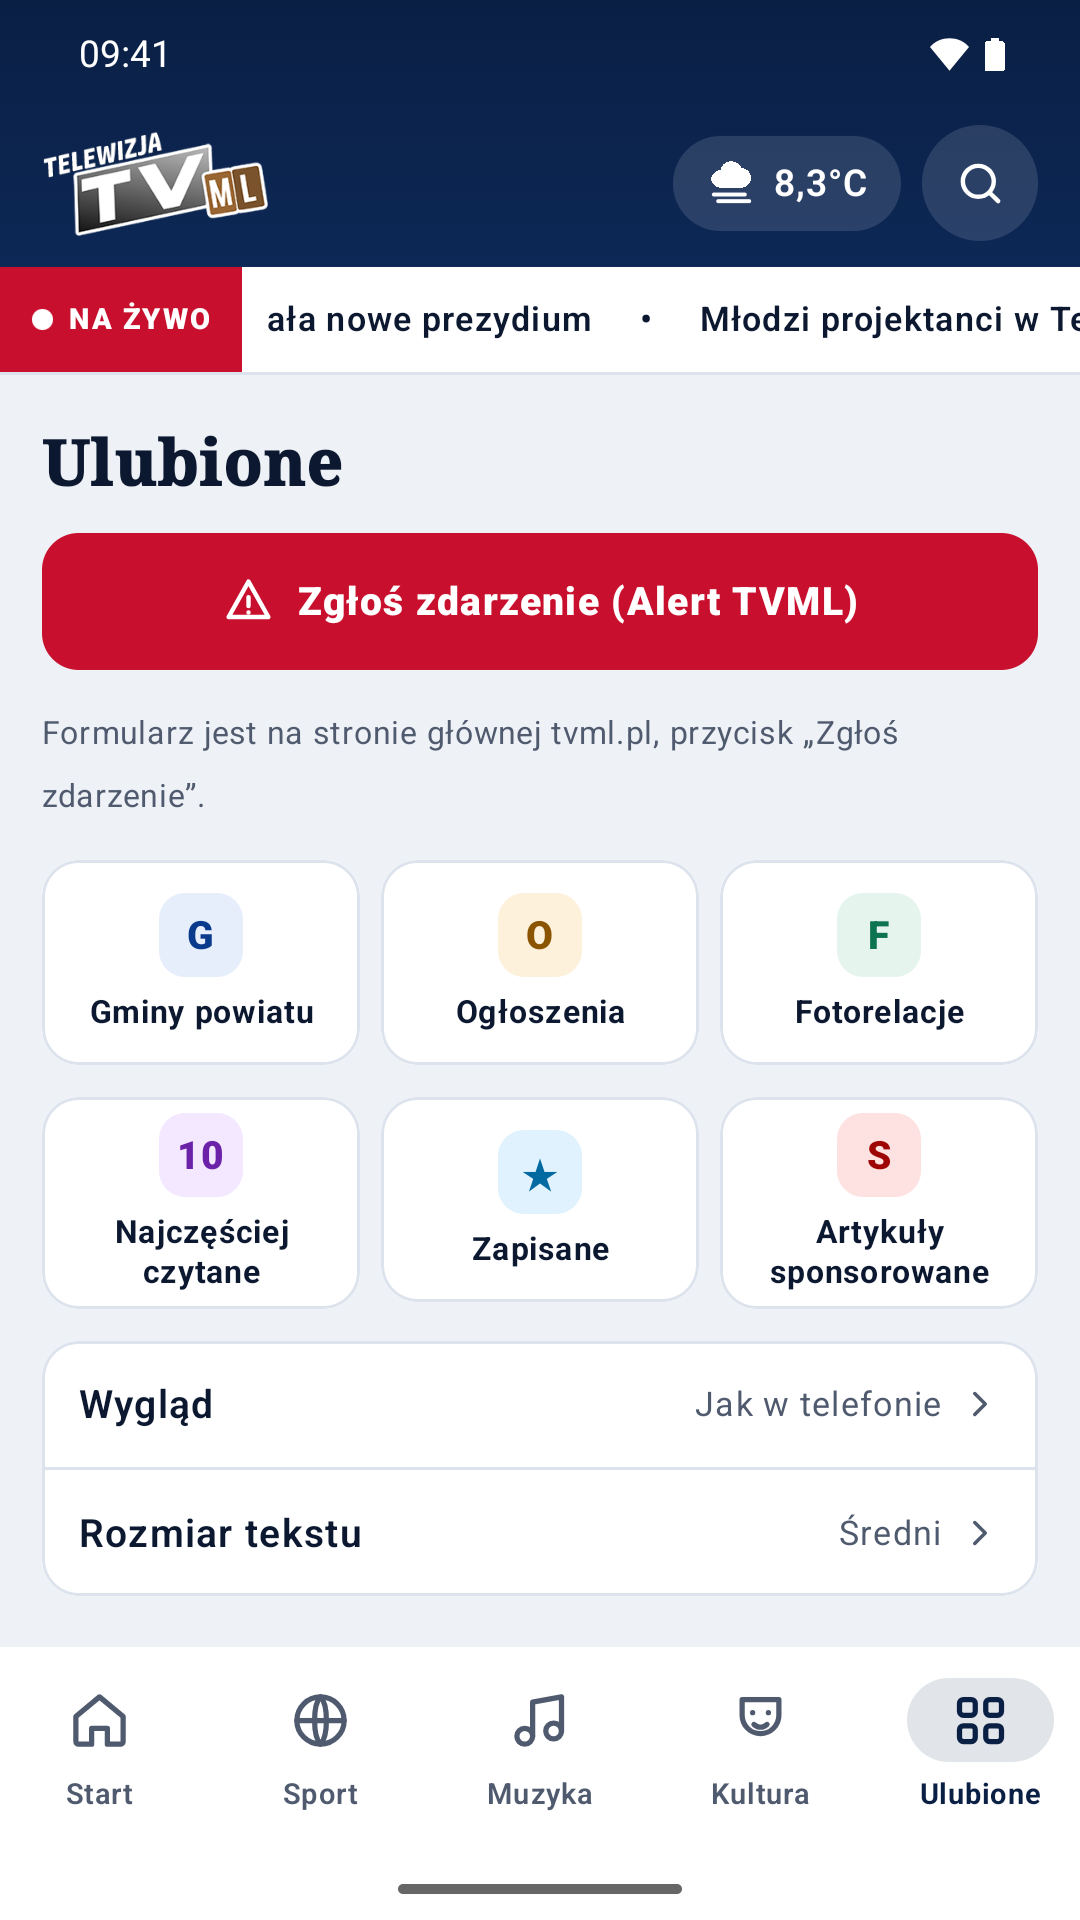 09:41
TELEWIZJA
TVML
8,3°C
NA ŻYWO
ała nowe prezydium • Młodzi projektanci w Te
Ulubione
Zgłoś zdarzenie (Alert TVML)
Formularz jest na stronie głównej tvml.pl, przycisk „Zgłoś
zdarzenie”.
G
O
F
Gminy powiatu
Ogłoszenia
Fotorelacje
10
★
S
Najczęściej
czytane
Zapisane
Artykuły
sponsorowane
Wygląd
Jak w telefonie
Rozmiar tekstu
Średni
Start
Sport
Muzyka
Kultura
Ulubione